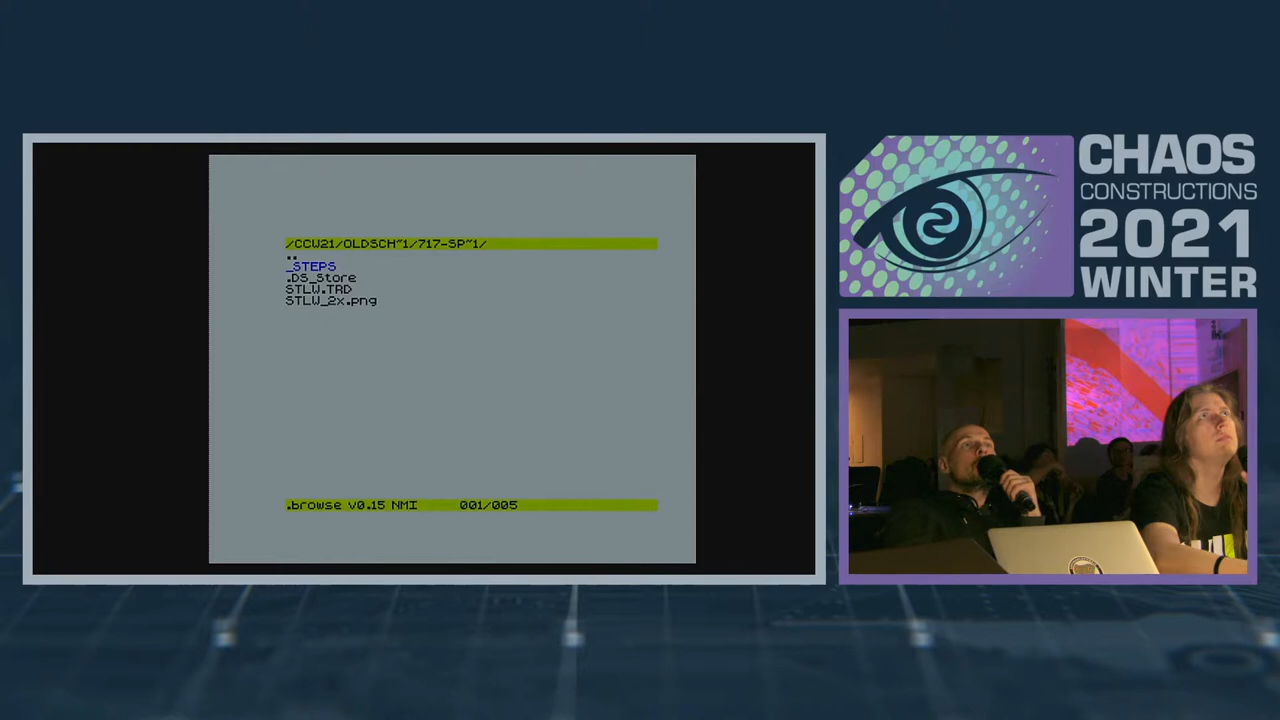 /CCW21/OLDSCH~1/717-SP~1/
..
_STEPS
.DS_Store
STLW.TRD
STLW_2x.png
.browse v0.15 NMI 001/005
CHAOS
CONSTRUCTIONS
2021
WINTER